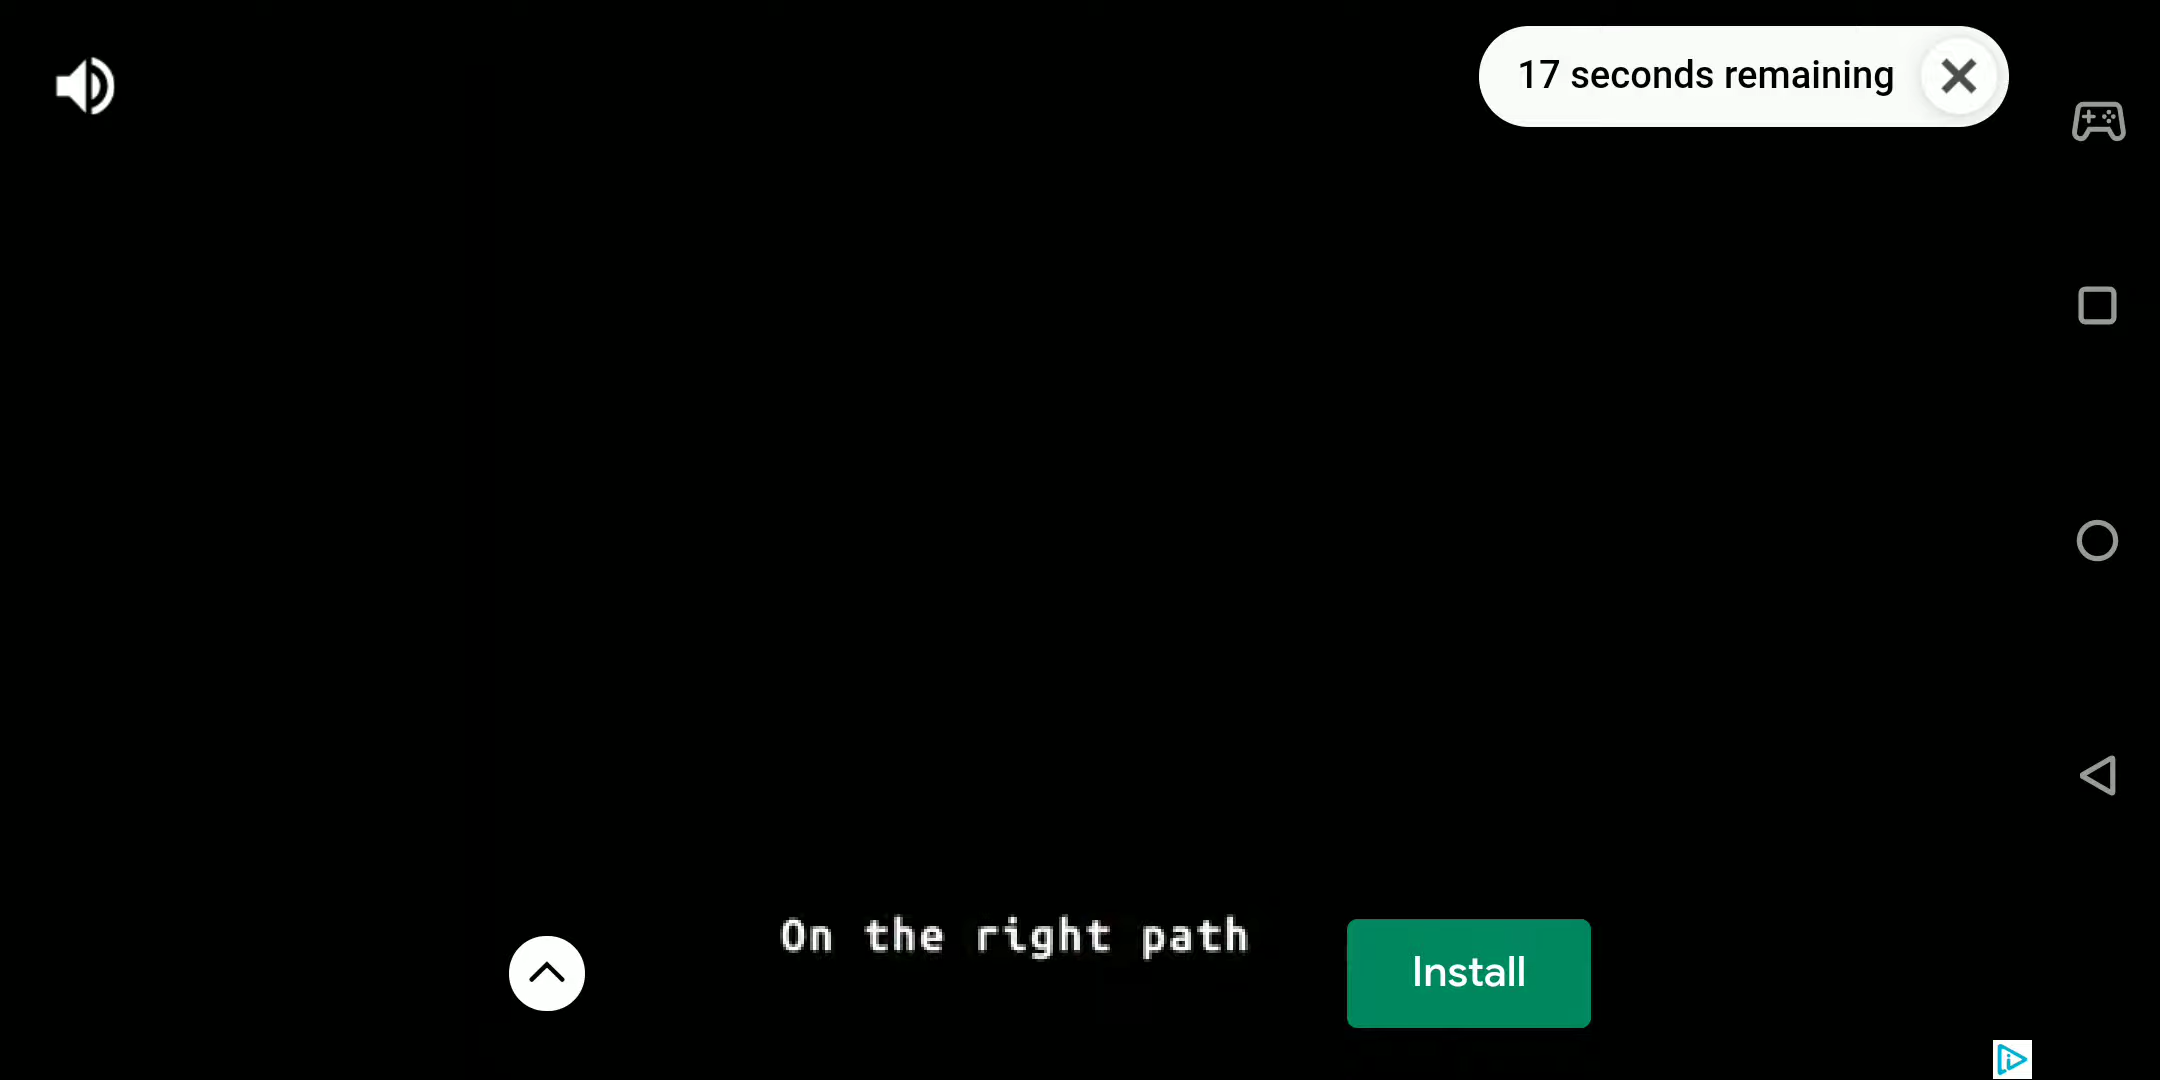 17 seconds remaining
On the right path
Install